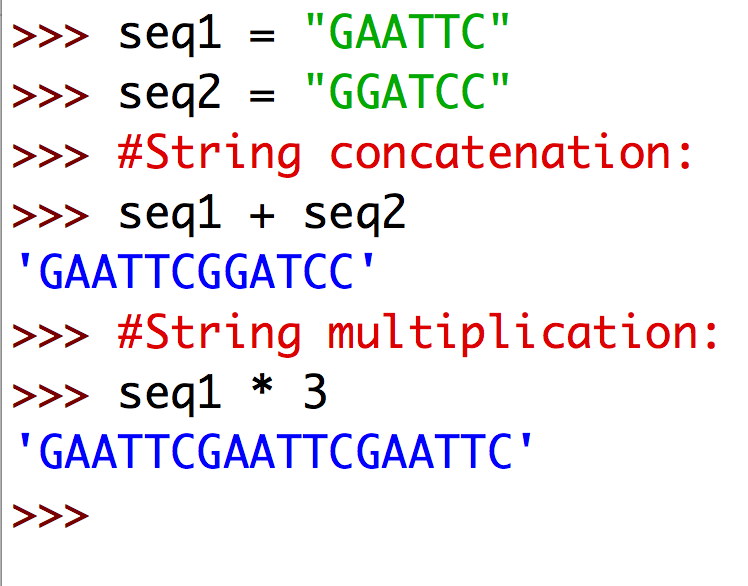 >>> seq1 = "GAATTC"
>>> seq2 = "GGATCC"
>>> #String concatenation:
>>> seq1 + seq2
'GAATTCGGATCC'
>>> #String multiplication:
>>> seq1 * 3
'GAATTCGAATTCGAATTC'
>>>